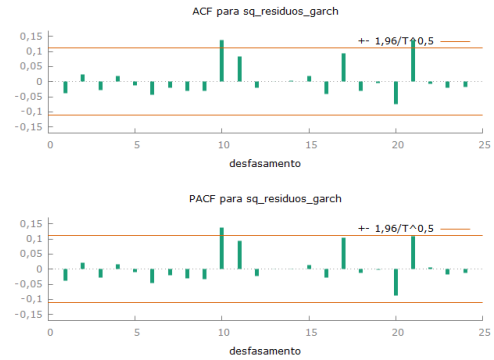 ACF para sq_residuos_garch
+- 1,96/T^0,5
0,15
0,1
0,05
0
-0,05
-0,1
-0,15
0 5 10 15 20 25
desfasamento
PACF para sq_residuos_garch
+- 1,96/T^0,5
0,15
0,1
0,05
0
-0,05
-0,1
-0,15
0 5 10 15 20 25
desfasamento